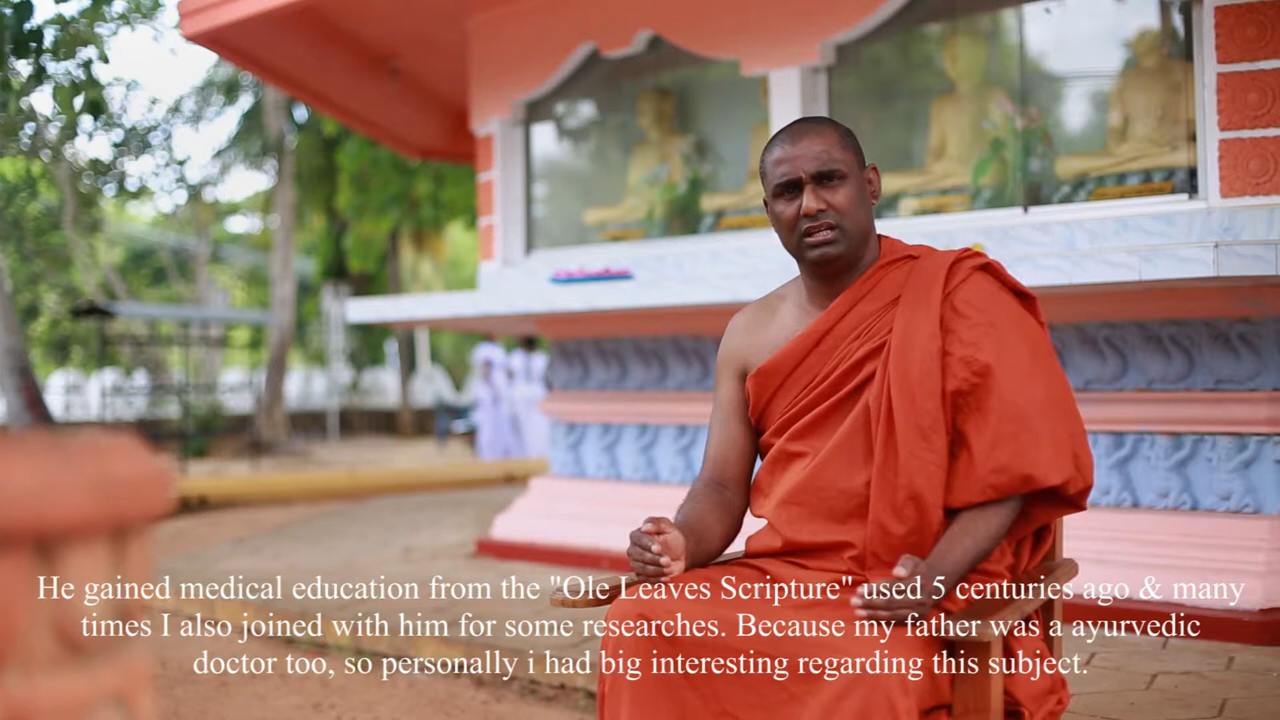 He gained medical education from the "Ole Leaves Scripture" used 5 centuries ago & many
times I also joined with him for some researches. Because my father was a ayurvedic
doctor too, so personally i had big interesting regarding this subject.